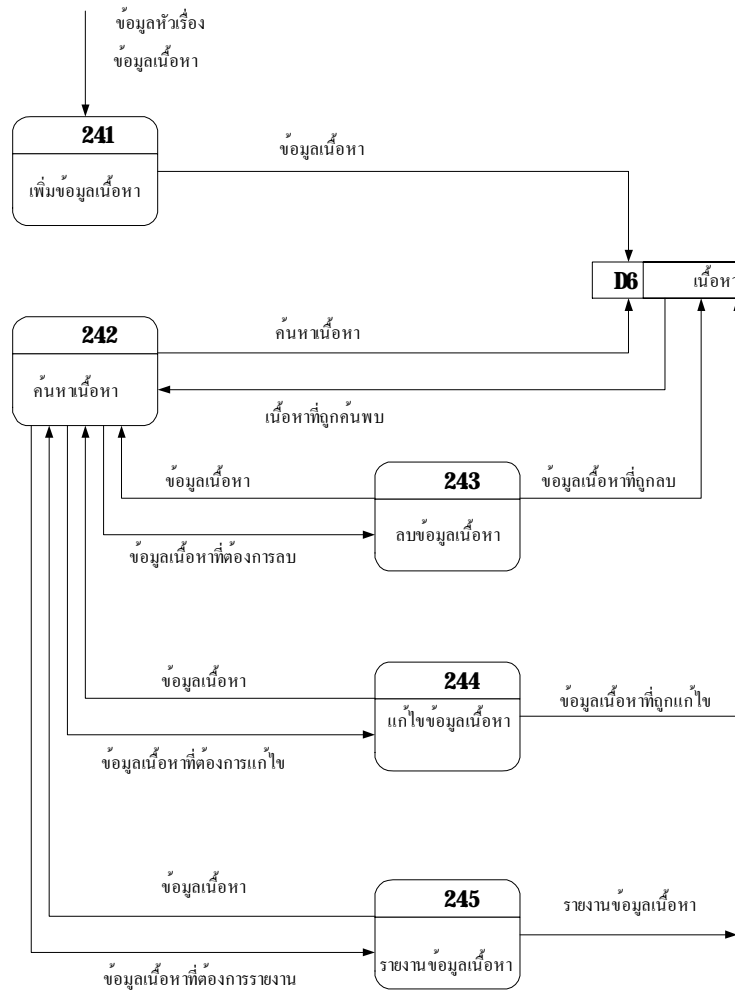 ข้อมูลหัวเรื่อง
ข้อมูลเนื้อหา
241
เพิ่มข้อมูลเนื้อหา
ข้อมูลเนื้อหา
D6
เนื้อหา
242
ค้นหาเนื้อหา
ค้นหาเนื้อหา
เนื้อหาที่ถูกค้นพบ
ข้อมูลเนื้อหา
243
ลบข้อมูลเนื้อหา
ข้อมูลเนื้อหาที่ถูกลบ
ข้อมูลเนื้อหาที่ต้องการลบ
ข้อมูลเนื้อหา
244
แก้ไขข้อมูลเนื้อหา
ข้อมูลเนื้อหาที่ถูกแก้ไข
ข้อมูลเนื้อหาที่ต้องการแก้ไข
ข้อมูลเนื้อหา
245
รายงานข้อมูลเนื้อหา
รายงานข้อมูลเนื้อหา
ข้อมูลเนื้อหาที่ต้องการรายงาน